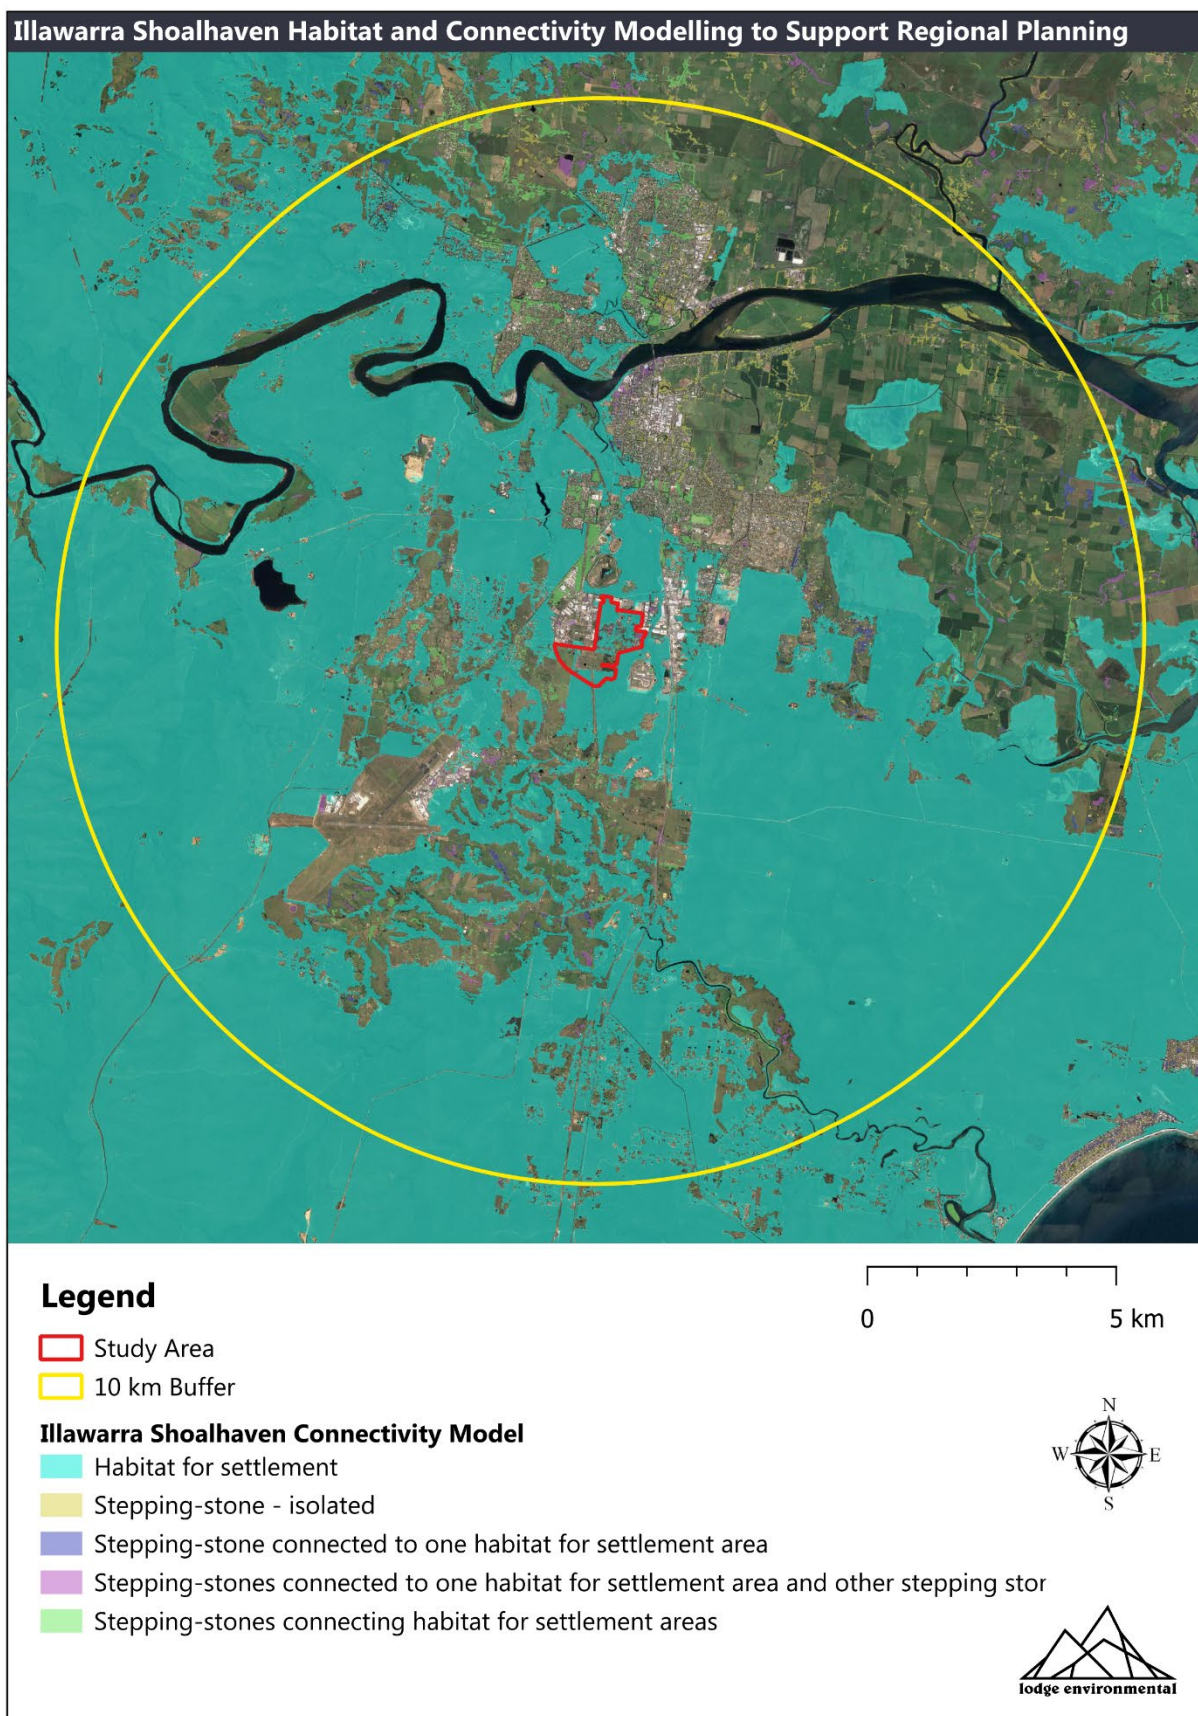 Illawarra Shoalhaven Habitat and Connectivity Modelling to Support Regional Planning
Legend
0 5 km
Study Area
10 km Buffer
Illawarra Shoalhaven Connectivity Model
Habitat for settlement
Stepping-stone - isolated
Stepping-stone connected to one habitat for settlement area
Stepping-stones connected to one habitat for settlement area and other stepping stor
Stepping-stones connecting habitat for settlement areas
N
W E
S
lodge environmental